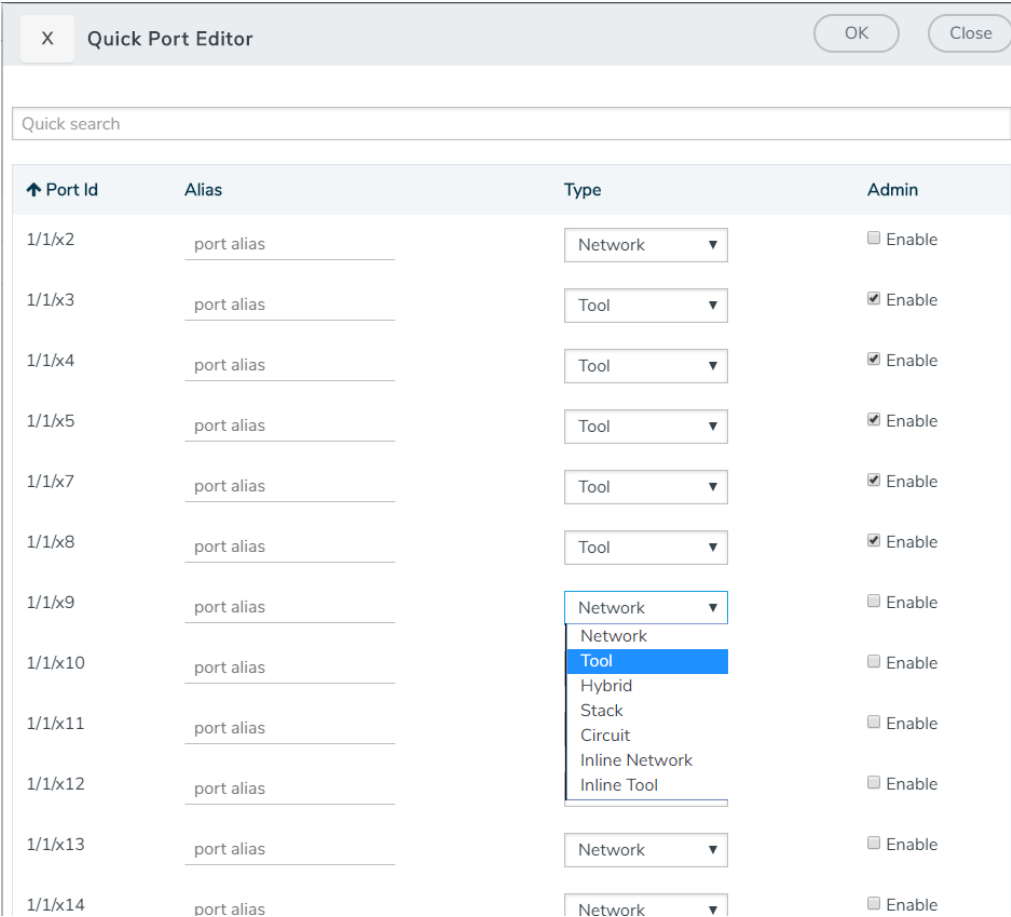 X Quick Port Editor OK Close
Quick search
↑ Port Id Alias Type Admin
1/1/x2 port alias Network ▼ Enable
1/1/x3 port alias Tool ▼ Enable
1/1/x4 port alias Tool ▼ Enable
1/1/x5 port alias Tool ▼ Enable
1/1/x7 port alias Tool ▼ Enable
1/1/x8 port alias Tool ▼ Enable
1/1/x9 port alias Network ▼ Enable
Network
Tool
1/1/x10 port alias Enable
Hybrid
Stack
1/1/x11 port alias Enable
Circuit
Inline Network
1/1/x12 port alias Enable
Inline Tool
1/1/x13 port alias Network ▼ Enable
1/1/x14 port alias Network ▼ Enable